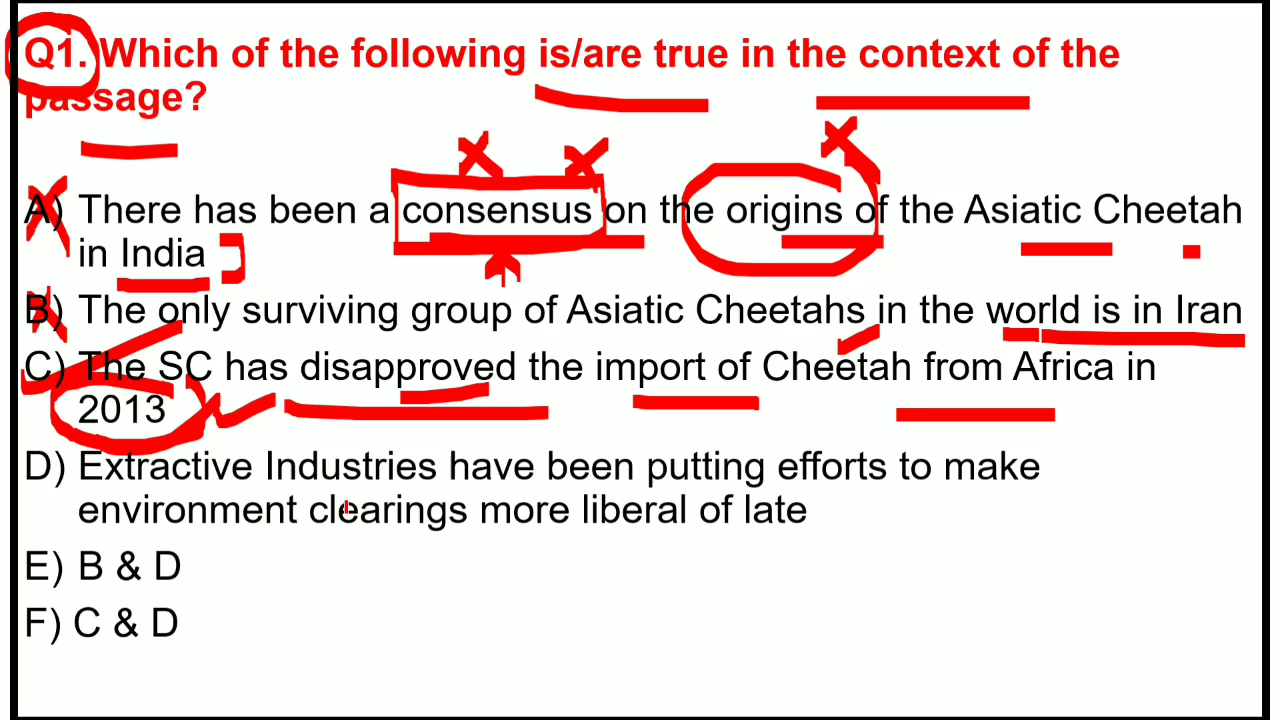 Q1. Which of the following is/are true in the context of the
passage?
A) There has been a consensus on the origins of the Asiatic Cheetah
in India
B) The only surviving group of Asiatic Cheetahs in the world is in Iran
C) The SC has disapproved the import of Cheetah from Africa in
2013
D) Extractive Industries have been putting efforts to make
environment clearings more liberal of late
E) B & D
F) C & D